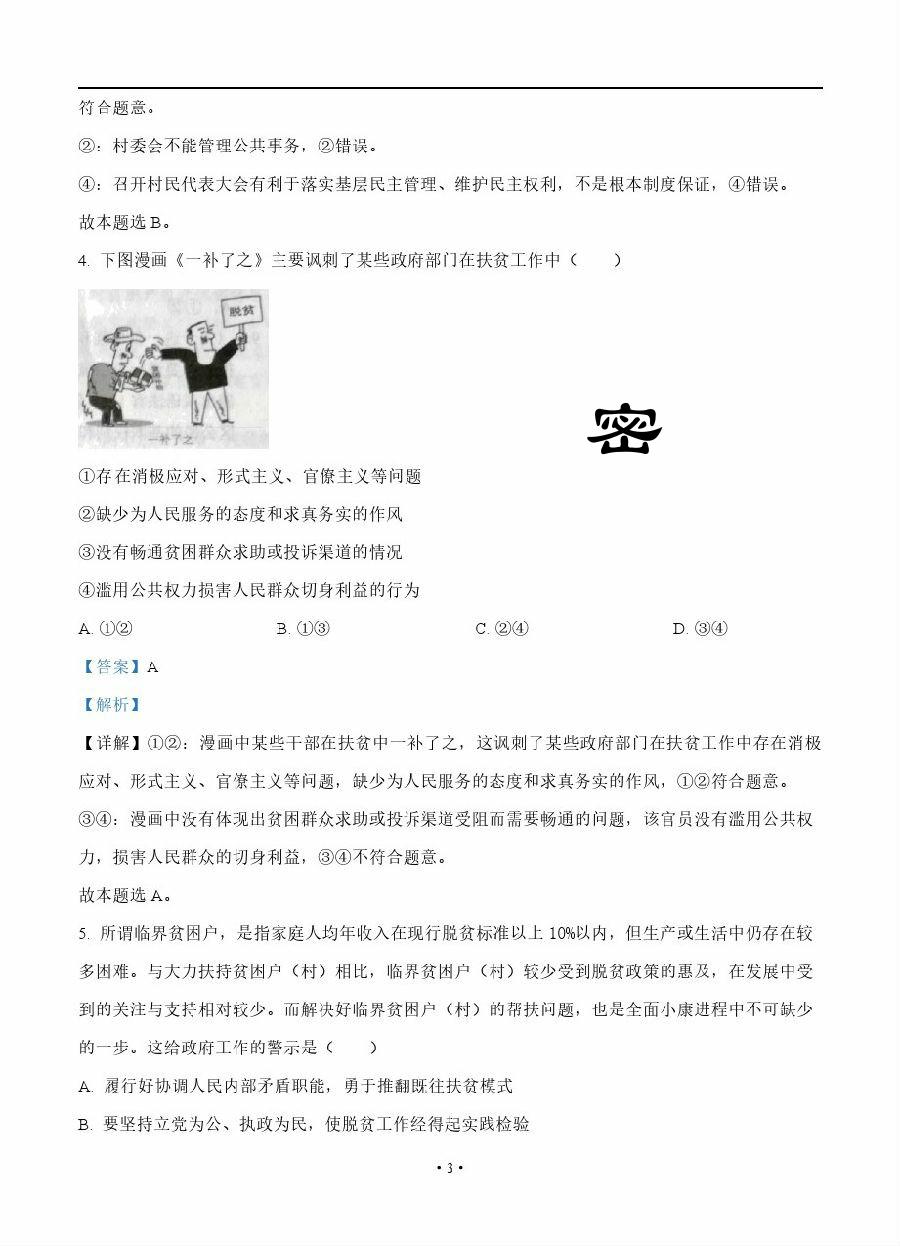 符合题意。
②：村委会不能管理公共事务，②错误。
④：召开村民代表大会有利于落实基层民主管理、维护民主权利，不是根本制度保证，④错误。
故本题选 B。
4. 下图漫画《一补了之》主要讽刺了某些政府部门在扶贫工作中（　　）
脱贫
一补了之
密
①存在消极应对、形式主义、官僚主义等问题
②缺少为人民服务的态度和求真务实的作风
③没有畅通贫困群众求助或投诉渠道的情况
④滥用公共权力损害人民群众切身利益的行为
A. ①②　　B. ①③　　C. ②④　　D. ③④
【答案】A
【解析】
【详解】①②：漫画中某些干部在扶贫中一补了之，这讽刺了某些政府部门在扶贫工作中存在消极
应对、形式主义、官僚主义等问题，缺少为人民服务的态度和求真务实的作风，①②符合题意。
③④：漫画中没有体现出贫困群众求助或投诉渠道受阻而需要畅通的问题，该官员没有滥用公共权
力，损害人民群众的切身利益，③④不符合题意。
故本题选 A。
5. 所谓临界贫困户，是指家庭人均年收入在现行脱贫标准以上 10%以内，但生产或生活中仍存在较
多困难。与大力扶持贫困户（村）相比，临界贫困户（村）较少受到脱贫政策的惠及，在发展中受
到的关注与支持相对较少。而解决好临界贫困户（村）的帮扶问题，也是全面小康进程中不可缺少
的一步。这给政府工作的警示是（　　）
A. 履行好协调人民内部矛盾职能，勇于推翻既往扶贫模式
B. 要坚持立党为公、执政为民，使脱贫工作经得起实践检验
• 3 •